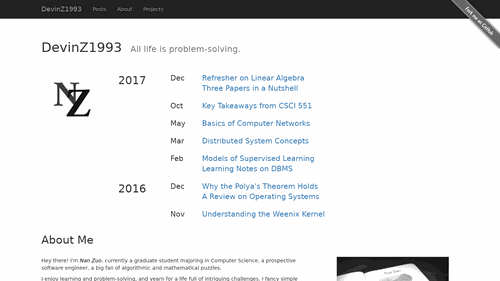 DevinZ1993 Posts About Projects
Fork me on GitHub
DevinZ1993 All life is problem-solving.
NZ
2017 Dec Refresher on Linear Algebra
Three Papers in a Nutshell
Oct Key Takeaways from CSCI 551
May Basics of Computer Networks
Mar Distributed System Concepts
Feb Models of Supervised Learning
Learning Notes on DBMS
2016 Dec Why the Polya's Theorem Holds
A Review on Operating Systems
Nov Understanding the Weenix Kernel
About Me
Hey there! I'm Nan Zuo, currently a graduate student majoring in Computer Science, a prospective
software engineer, a big fan of algorithmic and mathematical puzzles.
I enjoy learning and problem-solving, and yearn for a life full of intriguing challenges. I fancy simple
Nan Zuo